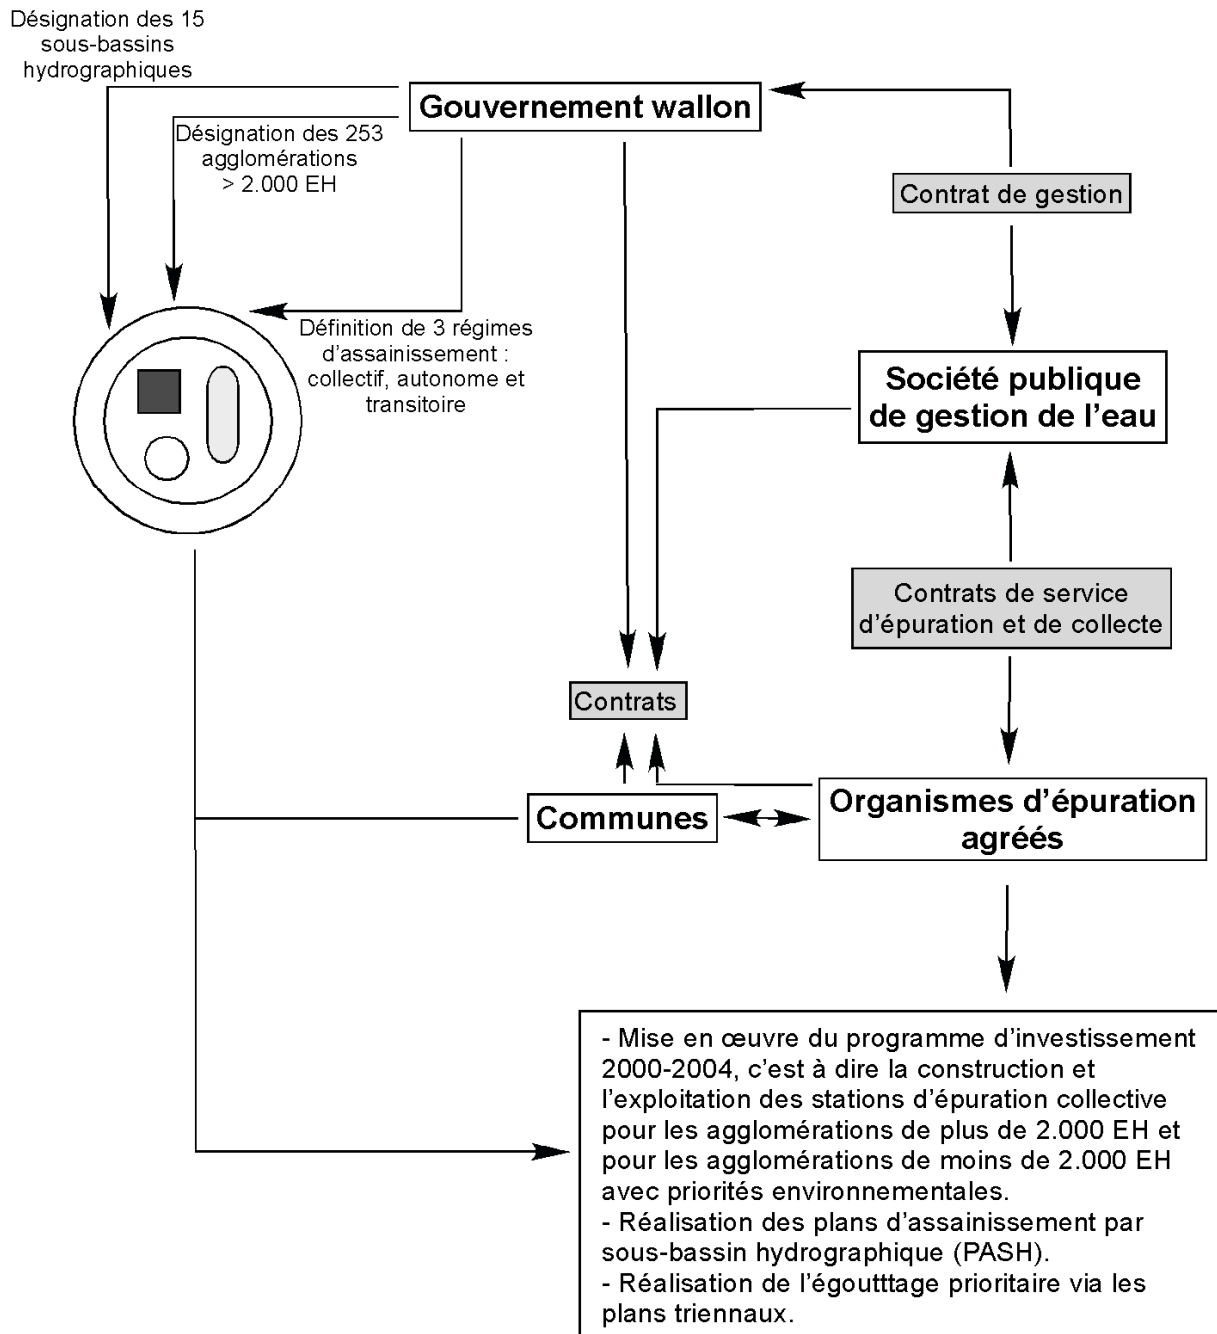 Désignation des 15
sous-bassins
hydrographiques
Gouvernement wallon
Désignation des 253
agglomérations
> 2.000 EH
Contrat de gestion
Définition de 3 régimes
d'assainissement :
collectif, autonome et
transitoire
Société publique
de gestion de l'eau
Contrats de service
d'épuration et de collecte
Contrats
Communes
Organismes d'épuration
agréés
- Mise en œuvre du programme d'investissement
2000-2004, c'est à dire la construction et
l'exploitation des stations d'épuration collective
pour les agglomérations de plus de 2.000 EH et
pour les agglomérations de moins de 2.000 EH
avec priorités environnementales.
- Réalisation des plans d'assainissement par
sous-bassin hydrographique (PASH).
- Réalisation de l'égoutttage prioritaire via les
plans triennaux.